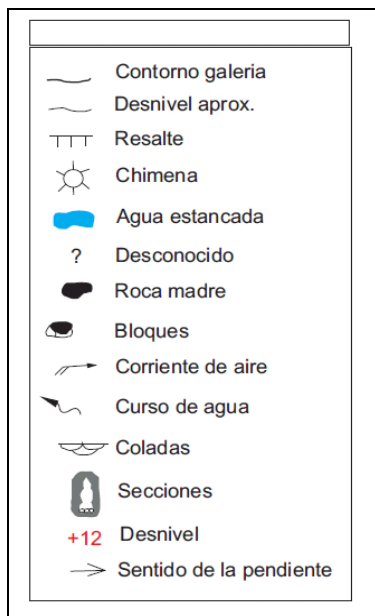 Contorno galeria
Desnivel aprox.
Resalte
Chimena
Agua estancada
? Desconocido
Roca madre
Bloques
Corriente de aire
Curso de agua
Coladas
Secciones
+12 Desnivel
Sentido de la pendiente